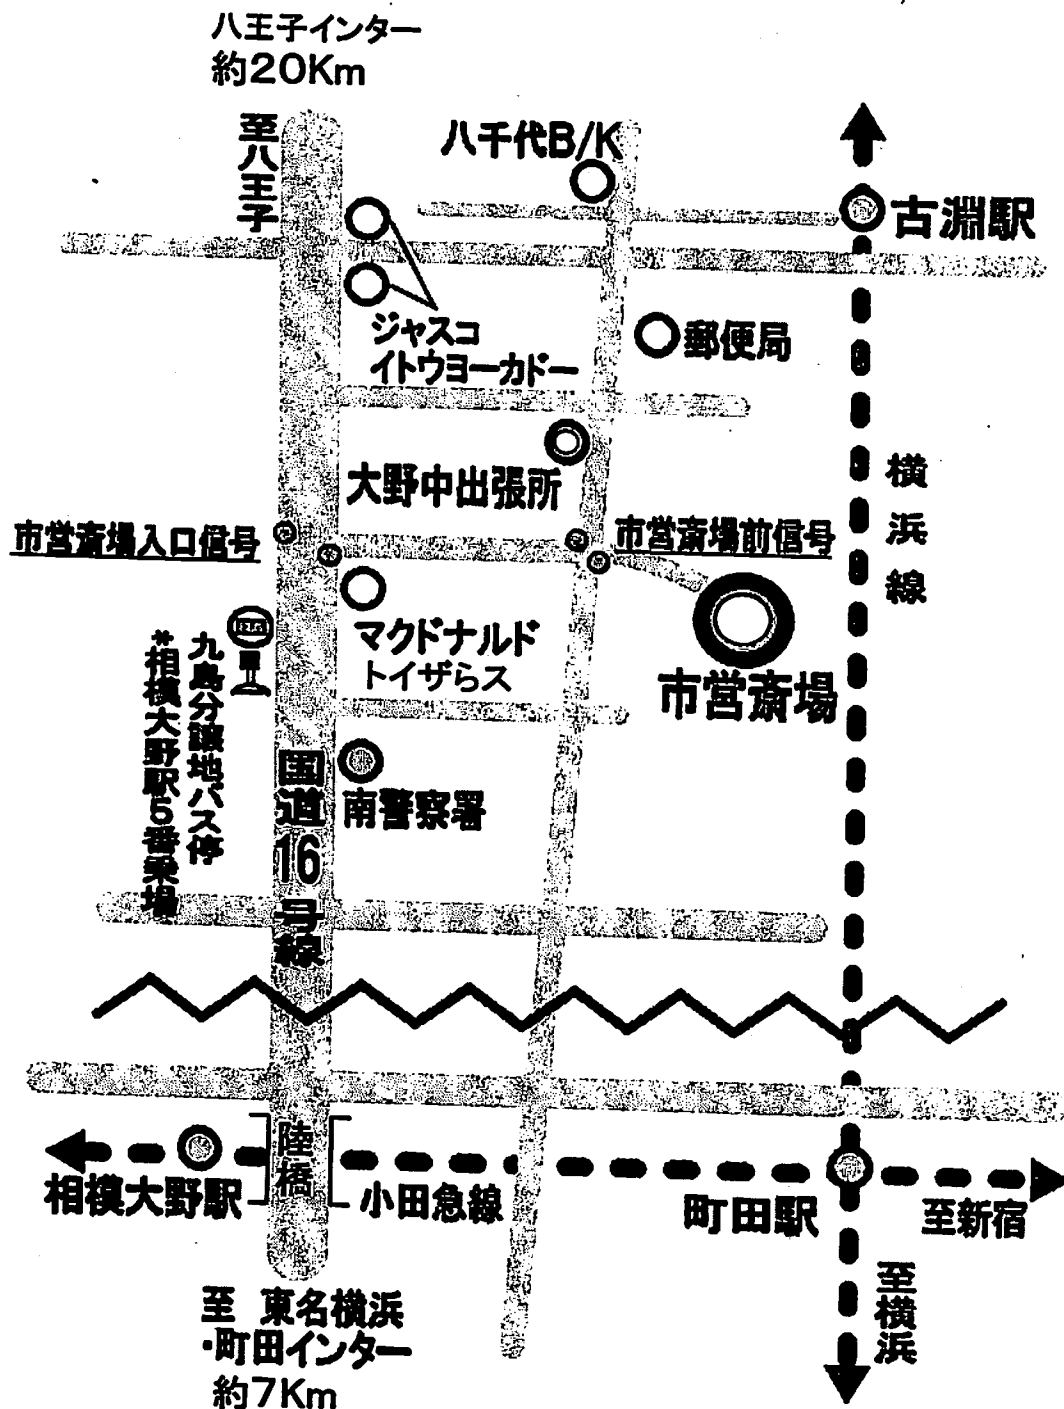 八王子インター
約20Km
至八王子
八千代B/K
古淵駅
ジャスコ
イトウヨーカドー
郵便局
大野中出張所
横浜線
市営斎場入口信号
市営斎場前信号
マクドナルド
トイザらス
市営斎場
九島分譲地バス停
*相模大野駅5番乗場
国道16号線
南警察署
陸橋
相模大野駅
小田急線
町田駅
至新宿
至 東名横浜
・町田インター
約7Km
至横浜